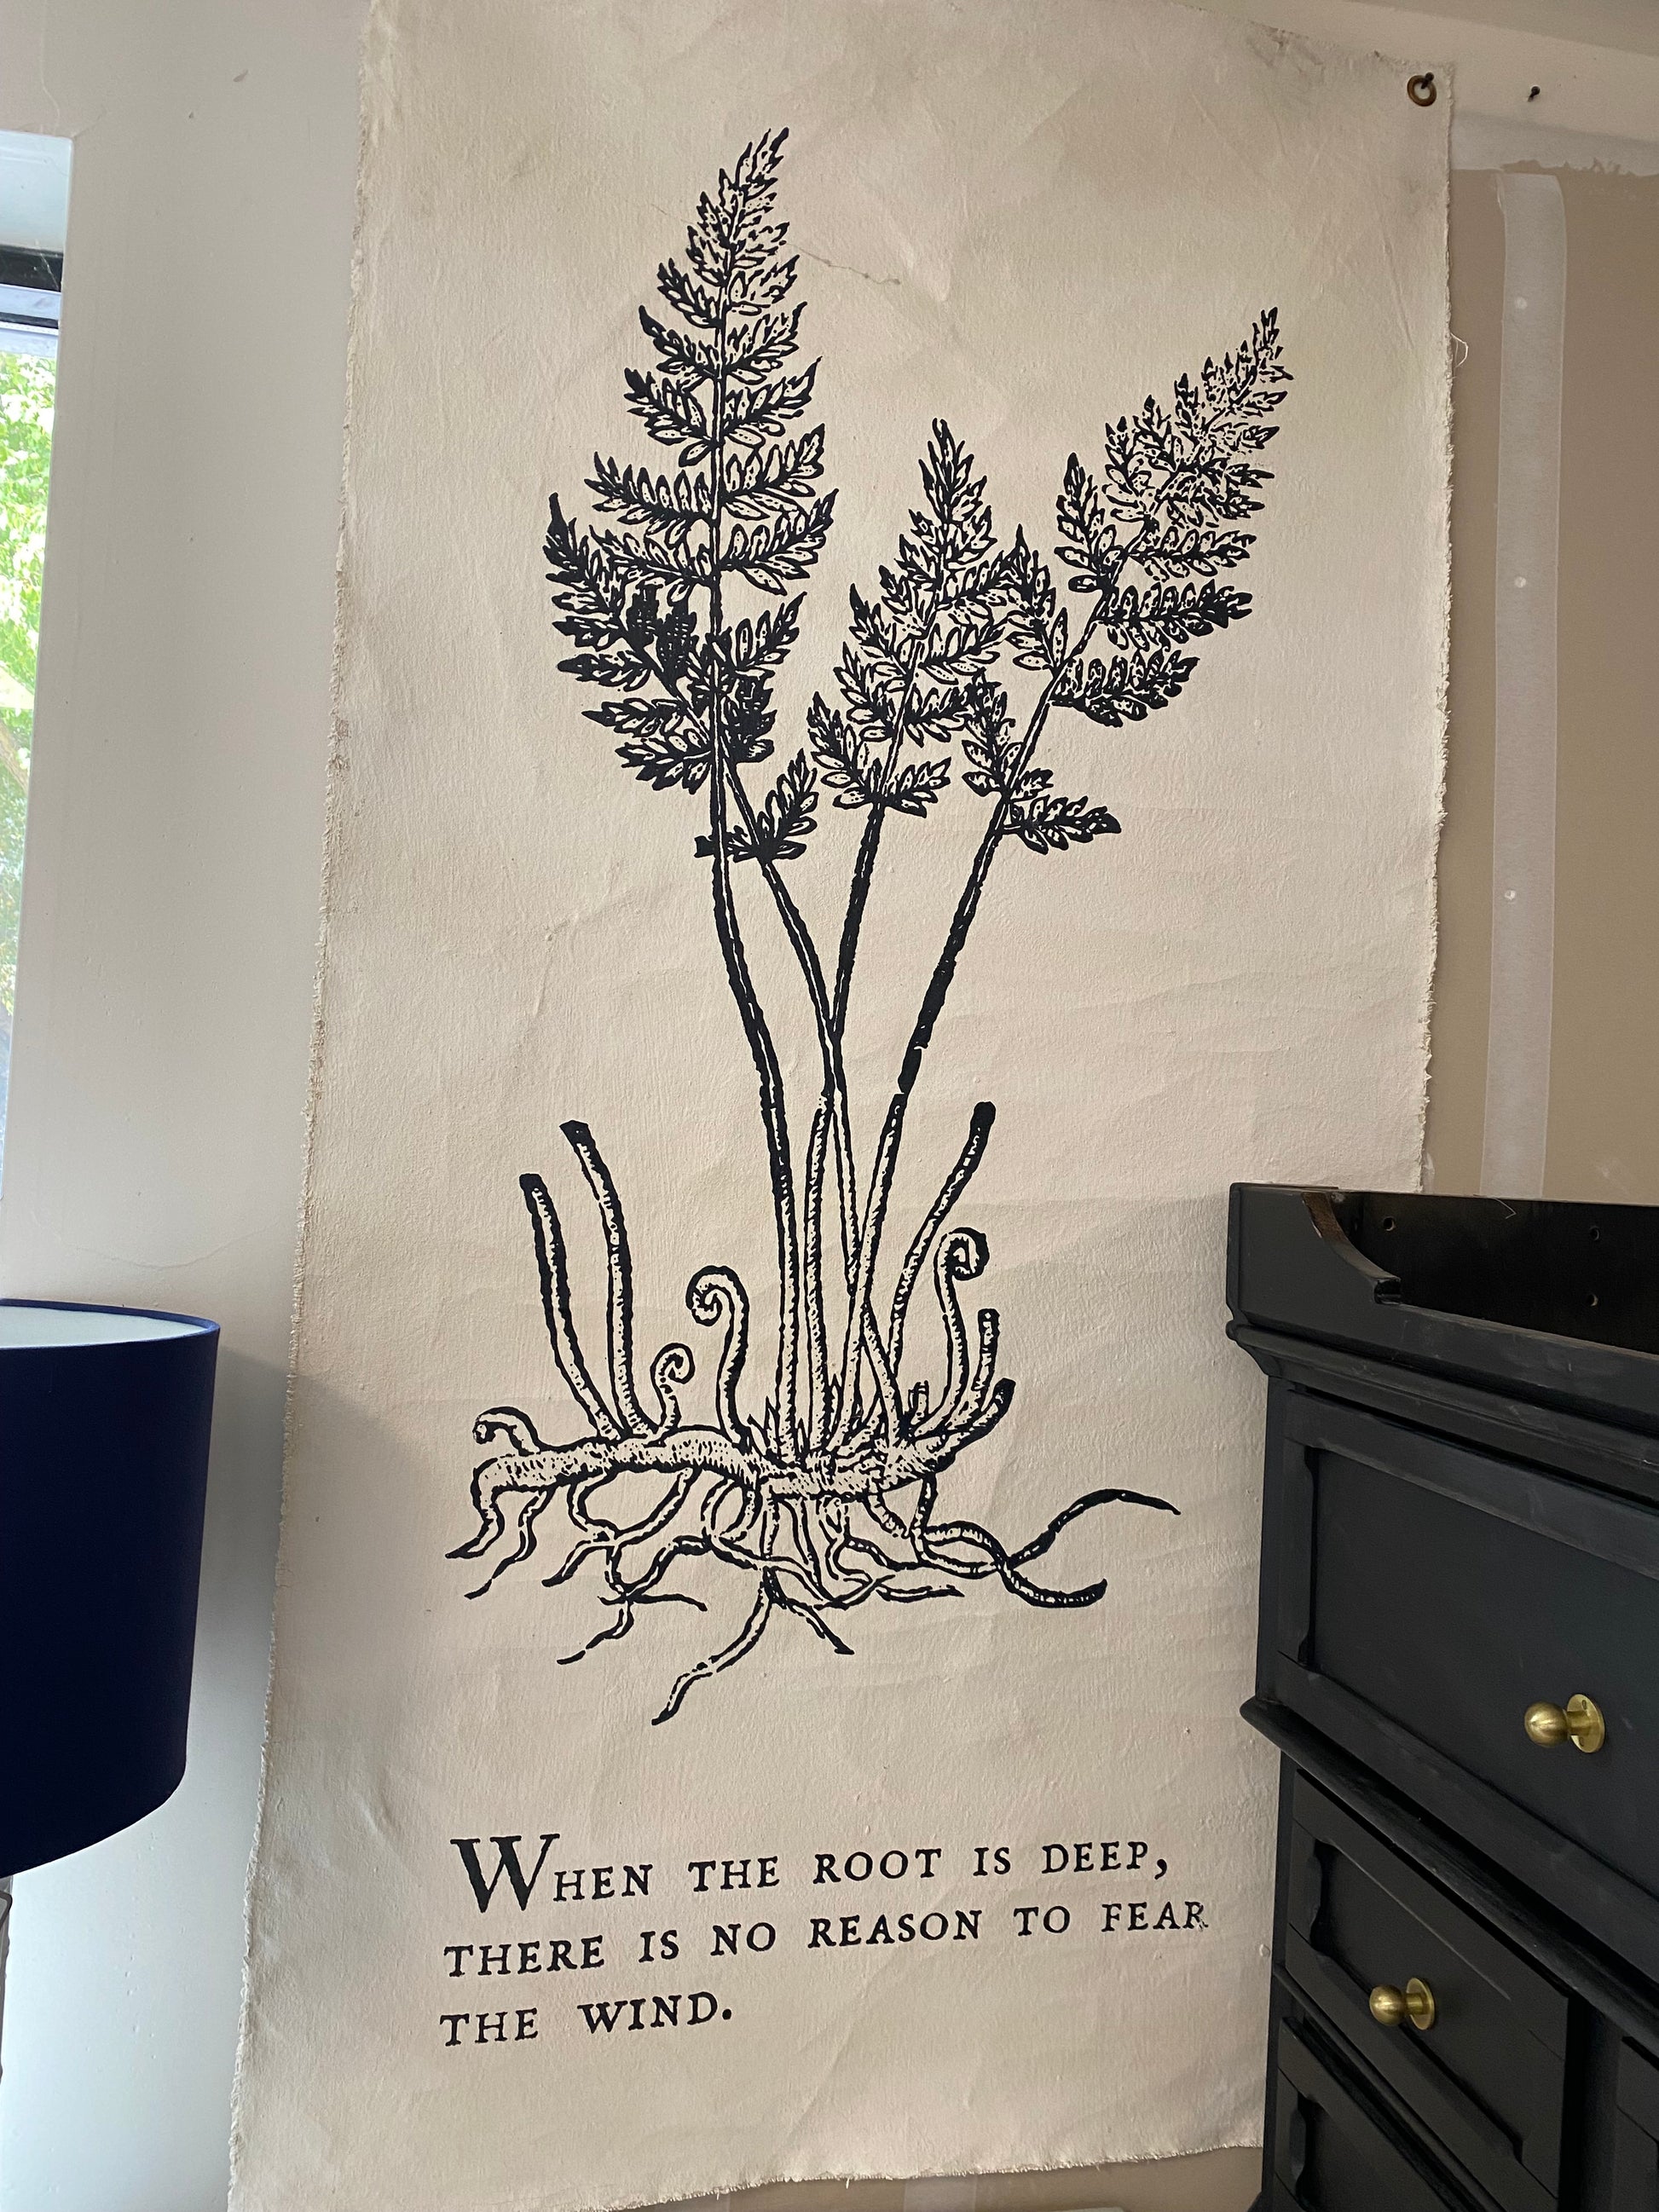 WHEN THE ROOT IS DEEP,
THERE IS NO REASON TO FEAR
THE WIND.